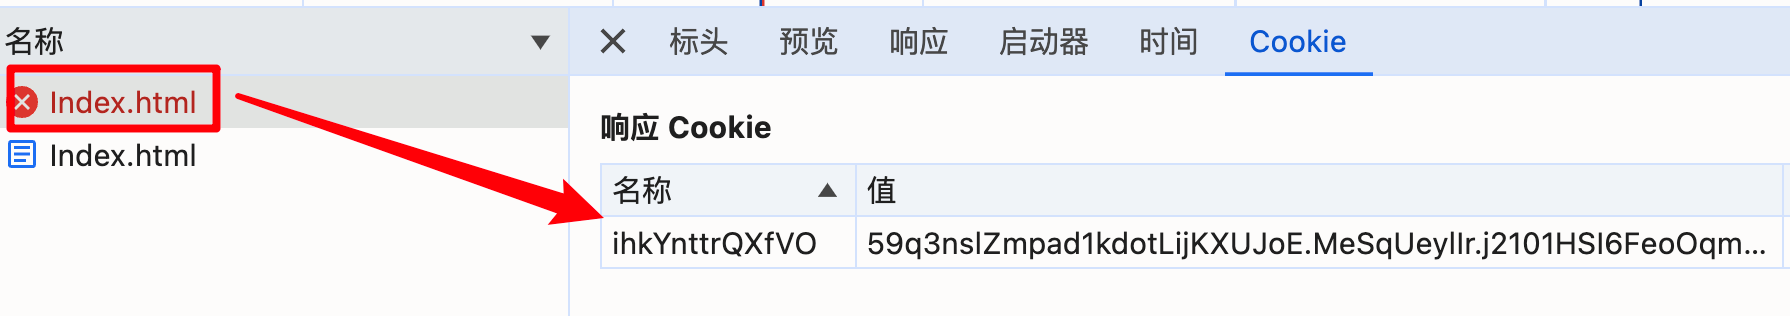 名称
Index.html
Index.html
标头 预览 响应 启动器 时间 Cookie
响应 Cookie
名称 值
ihkYnttrQXfVO 59q3nslZmpad1kdotLijKXUJoE.MeSqUeylIr.j2101HSI6FeoOqm...